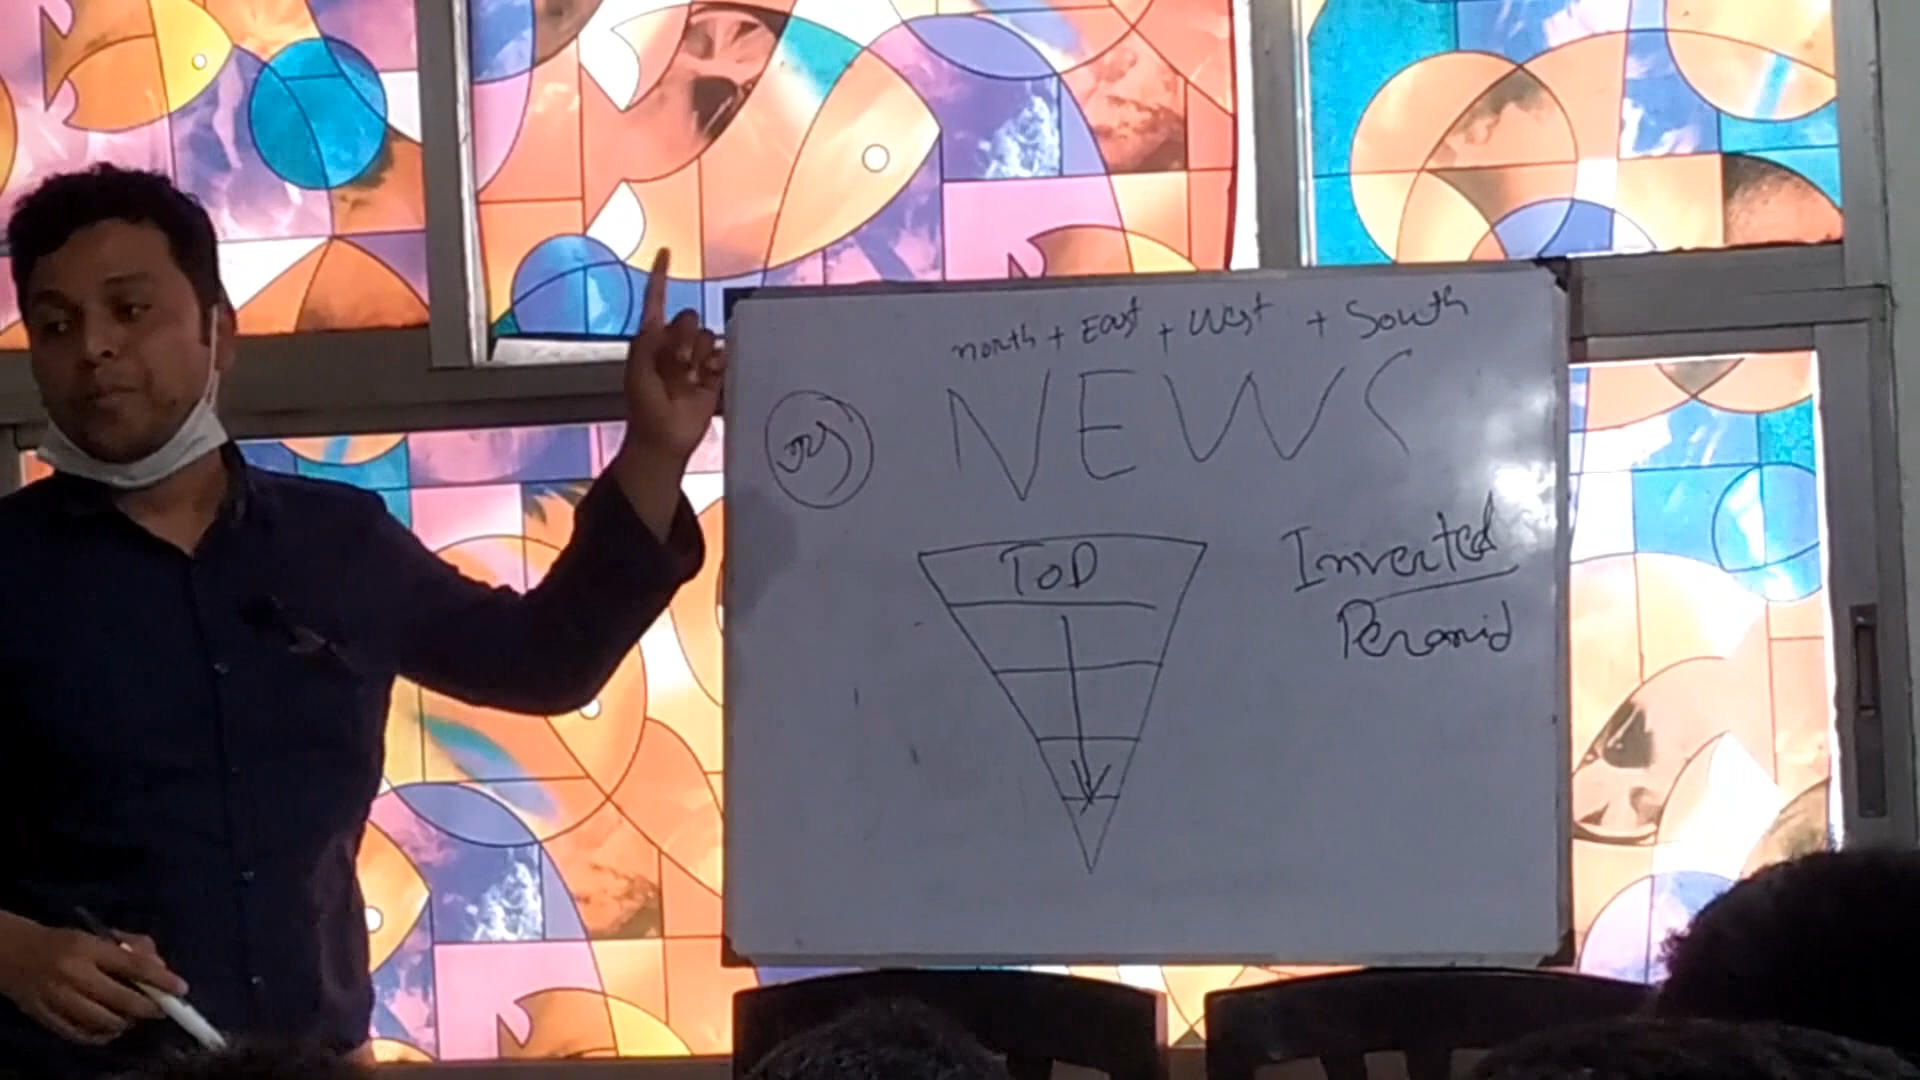 north + East + West + South
NEWS
TOP
Inverted
Peramid